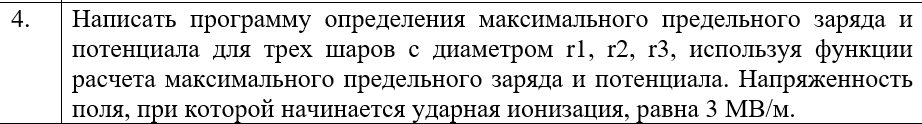 4. Написать программу определения максимального предельного заряда и
потенциала для трех шаров с диаметром r1, r2, r3, используя функции
расчета максимального предельного заряда и потенциала. Напряженность
поля, при которой начинается ударная ионизация, равна 3 МВ/м.